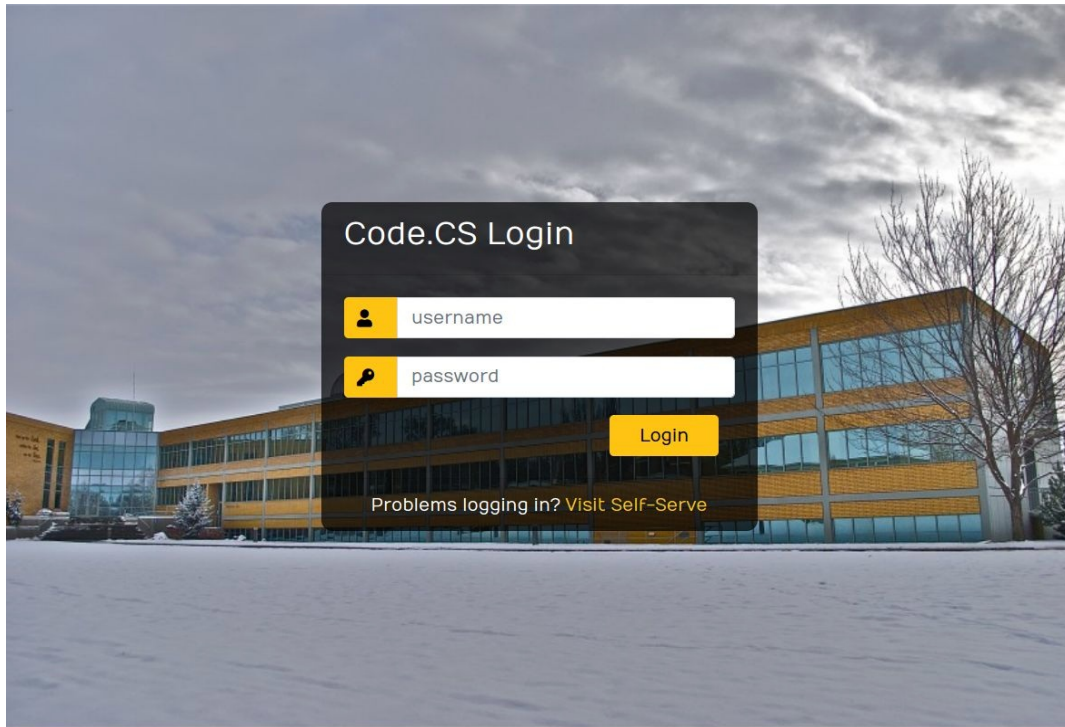 Code.CS Login
username
password
Login
Problems logging in? Visit Self-Serve